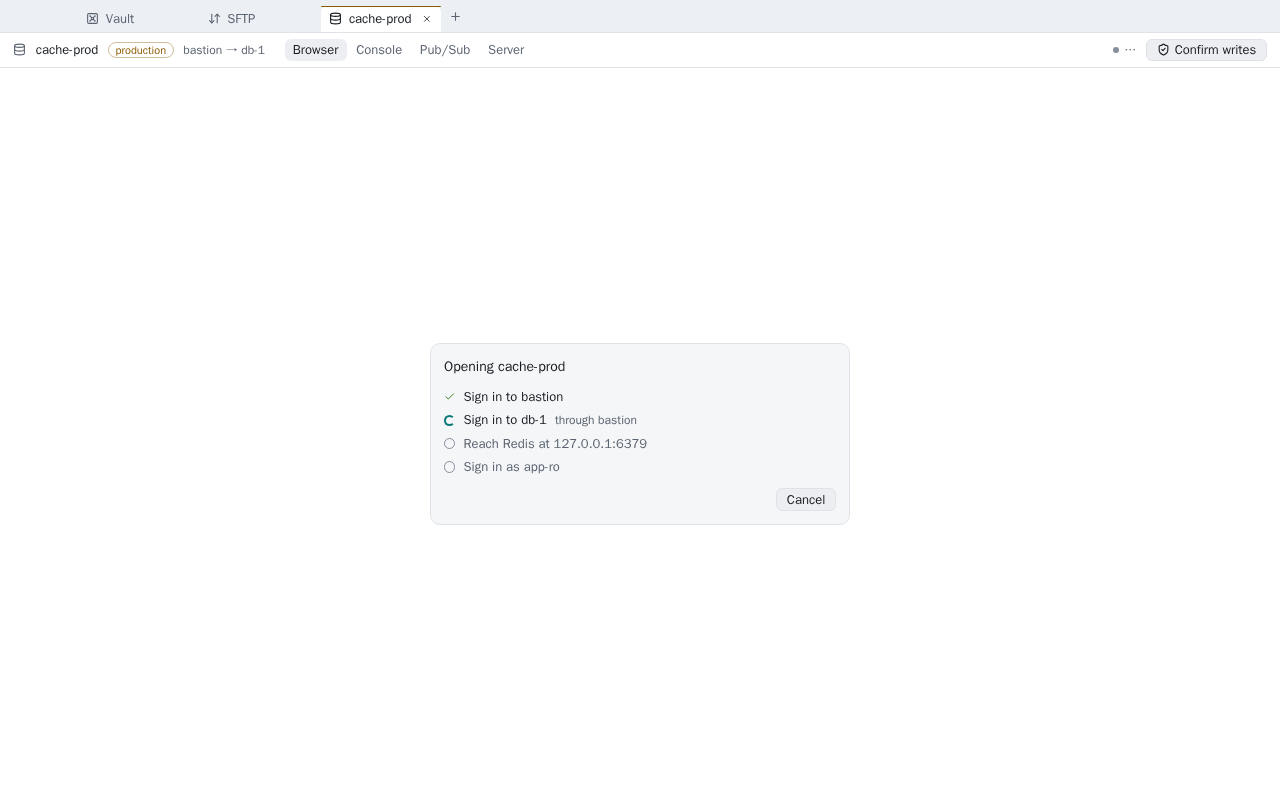 Vault
SFTP
cache-prod
cache-prod production bastion → db-1 Browser Console Pub/Sub Server ··· Confirm writes
Opening cache-prod
Sign in to bastion
Sign in to db-1 through bastion
Reach Redis at 127.0.0.1:6379
Sign in as app-ro
Cancel